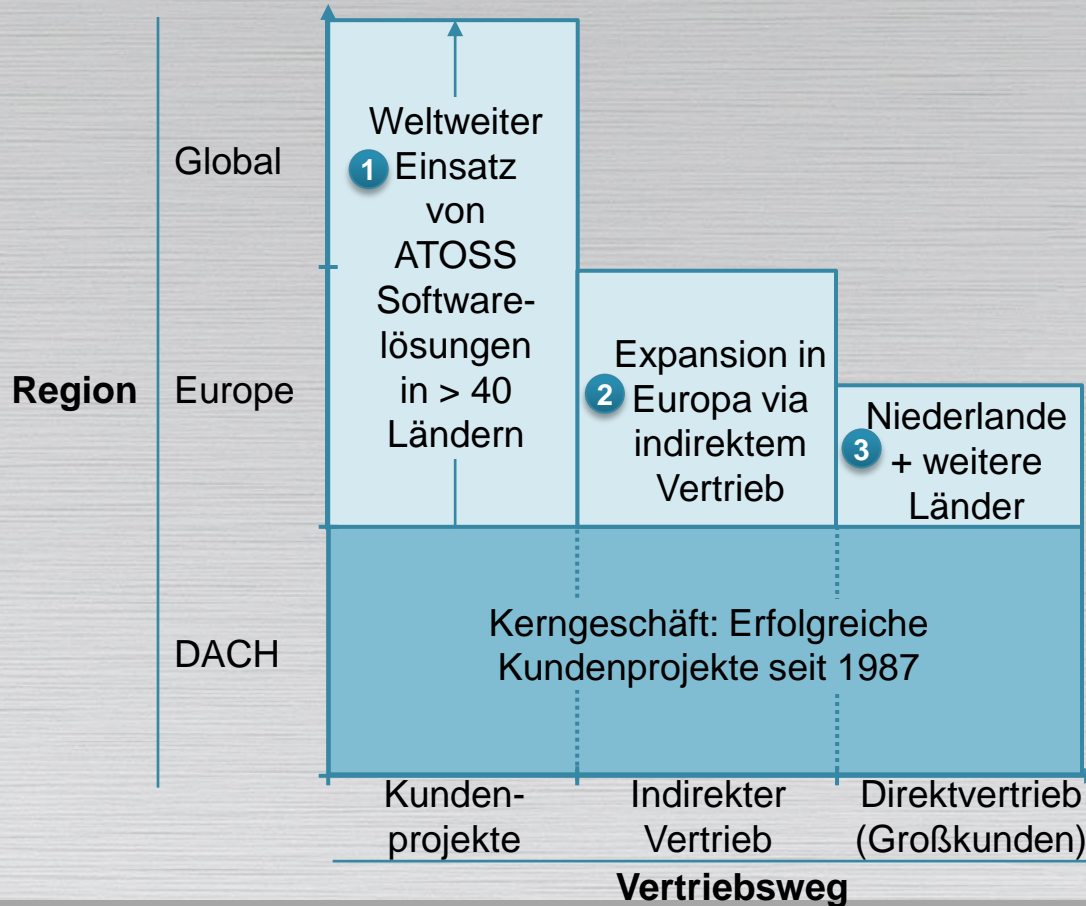 Weltweiter
1 Einsatz
von
ATOSS
Software-
lösungen
in > 40
Ländern
Expansion in
2 Europa via
indirektem
Vertrieb
Niederlande
3 + weitere
Länder
Global
Region
Europe
DACH
Kerngeschäft: Erfolgreiche
Kundenprojekte seit 1987
Kunden-
projekte
Indirekter
Vertrieb
Direktvertrieb
(Großkunden)
Vertriebsweg